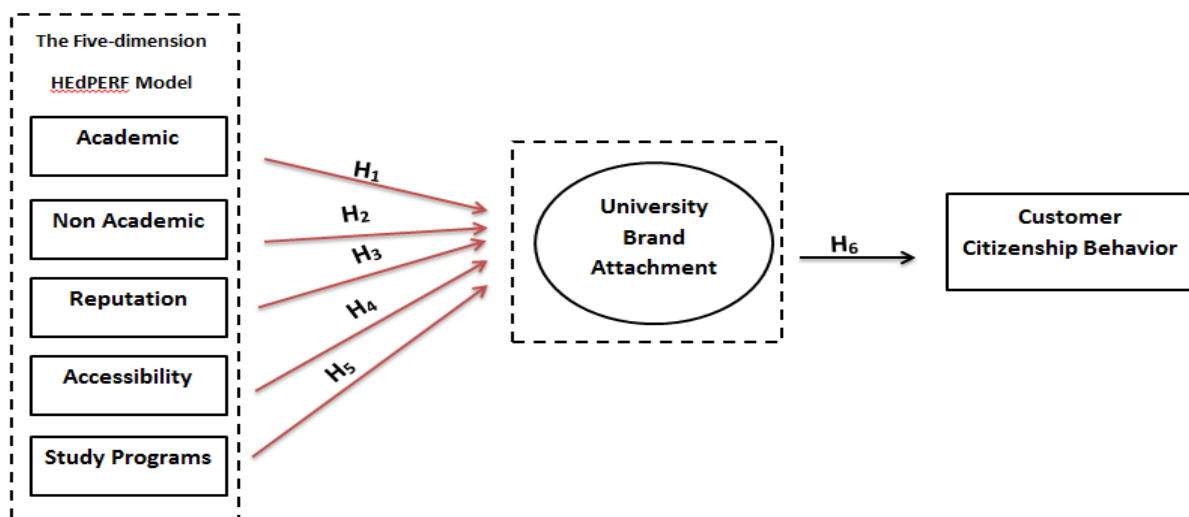 The Five-dimension
HEdPERF Model
Academic
Non Academic
Reputation
Accessibility
Study Programs
H₁
H₂
H₃
H₄
H₅
University
Brand
Attachment
H₆
Customer
Citizenship Behavior